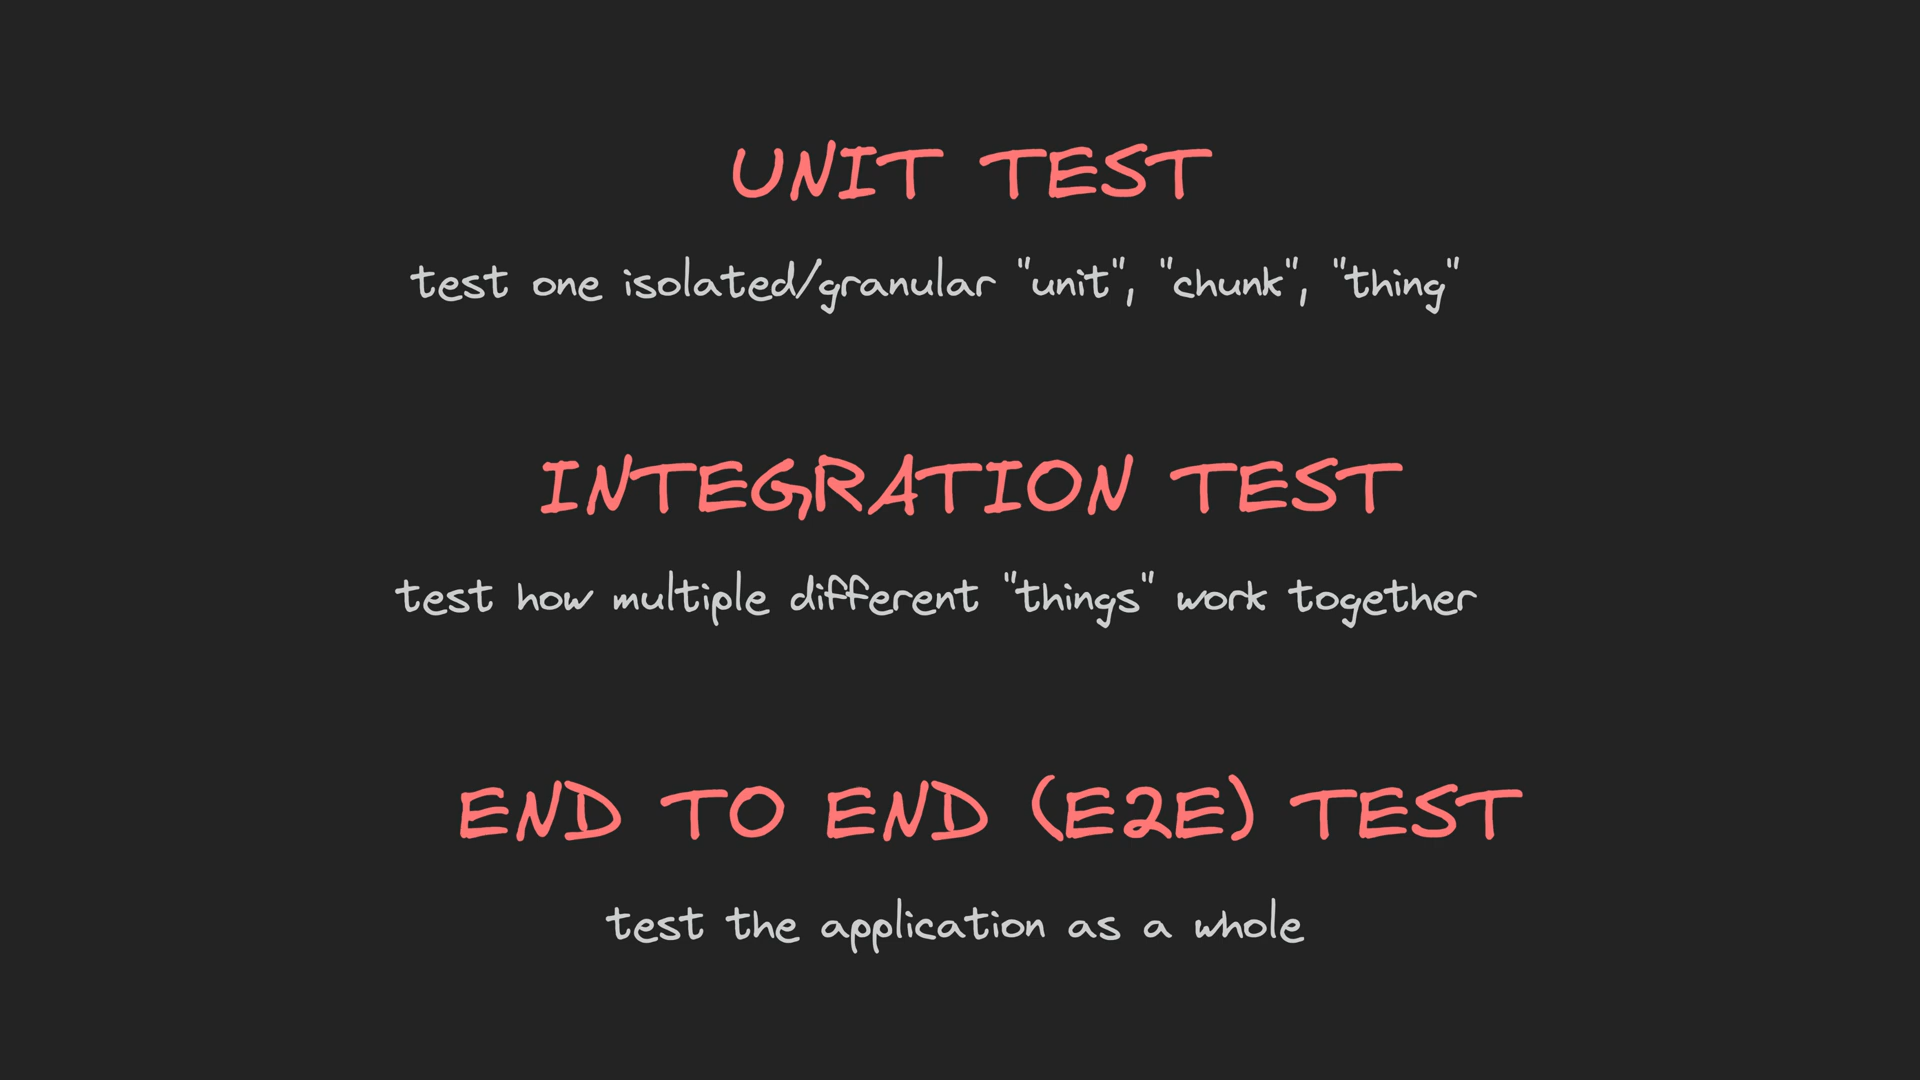 UNIT TEST
test one isolated/granular "unit", "chunk", "thing"
INTEGRATION TEST
test how multiple different "things" work together
END TO END (E2E) TEST
test the application as a whole